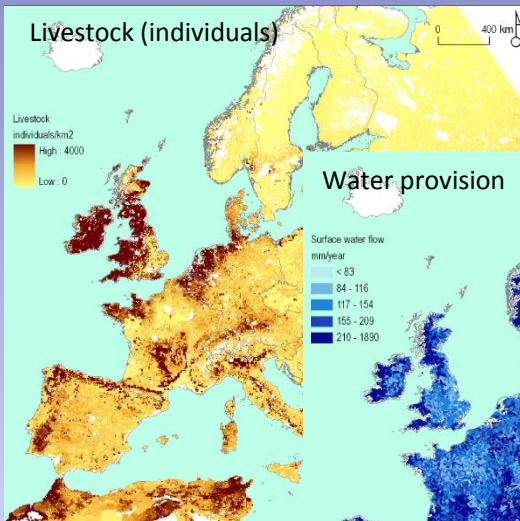 Livestock (individuals)
0 400 km
Livestock
individuals/km2
High : 4000
Low : 0
Water provision
Surface water flow
mm/year
< 83
84 - 116
117 - 154
155 - 209
210 - 1890